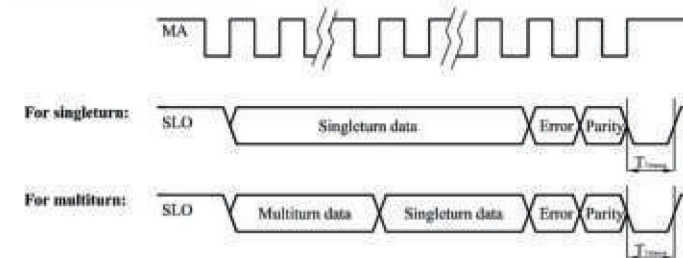 MA
For singleturn: SLO Singleturn data Error Parity
For multiturn: SLO Multiturn data Singleturn data Error Parity